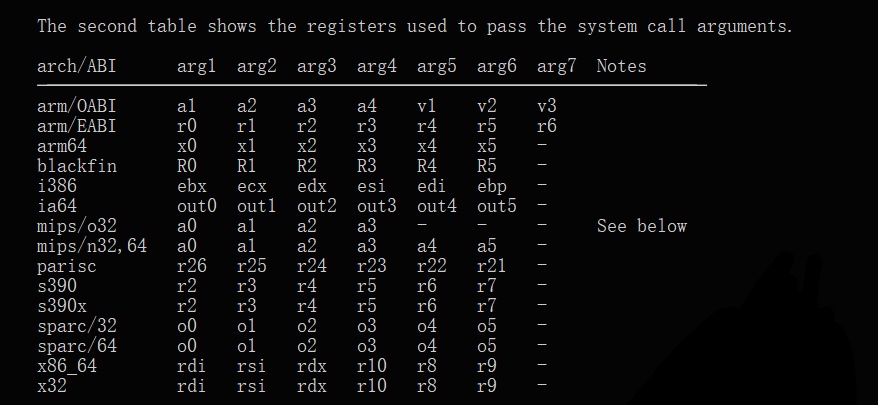 The second table shows the registers used to pass the system call arguments.
arch/ABI arg1 arg2 arg3 arg4 arg5 arg6 arg7 Notes
arm/OABI a1 a2 a3 a4 v1 v2 v3
arm/EABI r0 r1 r2 r3 r4 r5 r6
arm64 x0 x1 x2 x3 x4 x5 -
blackfin R0 R1 R2 R3 R4 R5 -
i386 ebx ecx edx esi edi ebp -
ia64 out0 out1 out2 out3 out4 out5 -
mips/o32 a0 a1 a2 a3 - - - See below
mips/n32,64 a0 a1 a2 a3 a4 a5 -
parisc r26 r25 r24 r23 r22 r21 -
s390 r2 r3 r4 r5 r6 r7 -
s390x r2 r3 r4 r5 r6 r7 -
sparc/32 o0 o1 o2 o3 o4 o5 -
sparc/64 o0 o1 o2 o3 o4 o5 -
x86_64 rdi rsi rdx r10 r8 r9 -
x32 rdi rsi rdx r10 r8 r9 -